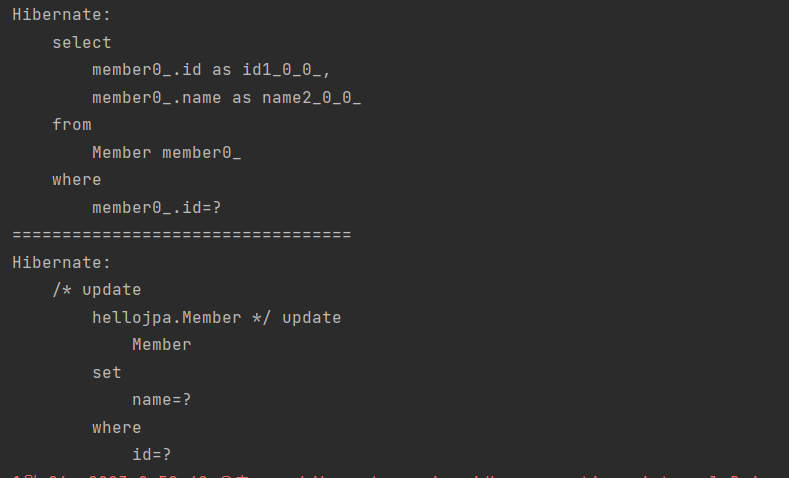 Hibernate:
    select
        member0_.id as id1_0_0_,
        member0_.name as name2_0_0_
    from
        Member member0_
    where
        member0_.id=?
==================================
Hibernate:
    /* update
        hellojpa.Member */ update
            Member
        set
            name=?
        where
            id=?